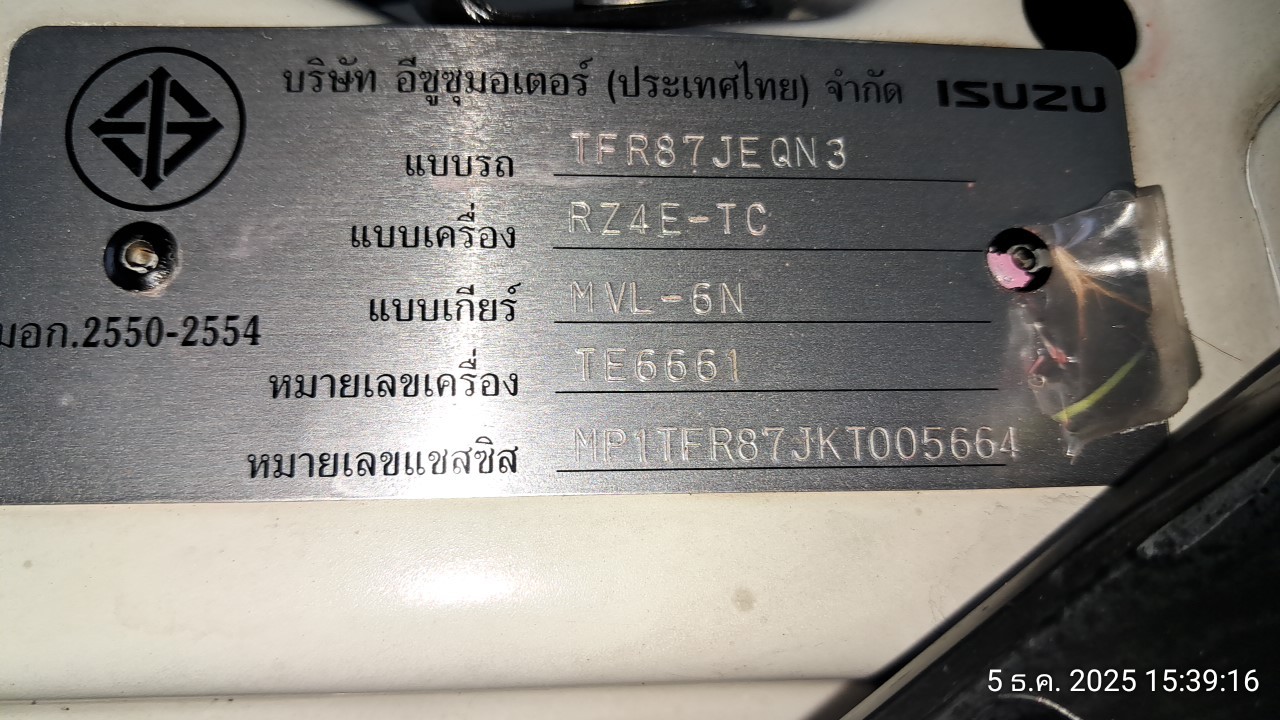 บริษัท อีซูซุมอเตอร์ (ประเทศไทย) จำกัด ISUZU
แบบรถ TFR87JEQN3
แบบเครื่อง RZ4E-TC
แบบเกียร์ MVL-6N
มอก.2550-2554
หมายเลขเครื่อง TE6661
หมายเลขแชสซิส MP1TFR87JKT005664
5 ธ.ค. 2025 15:39:16